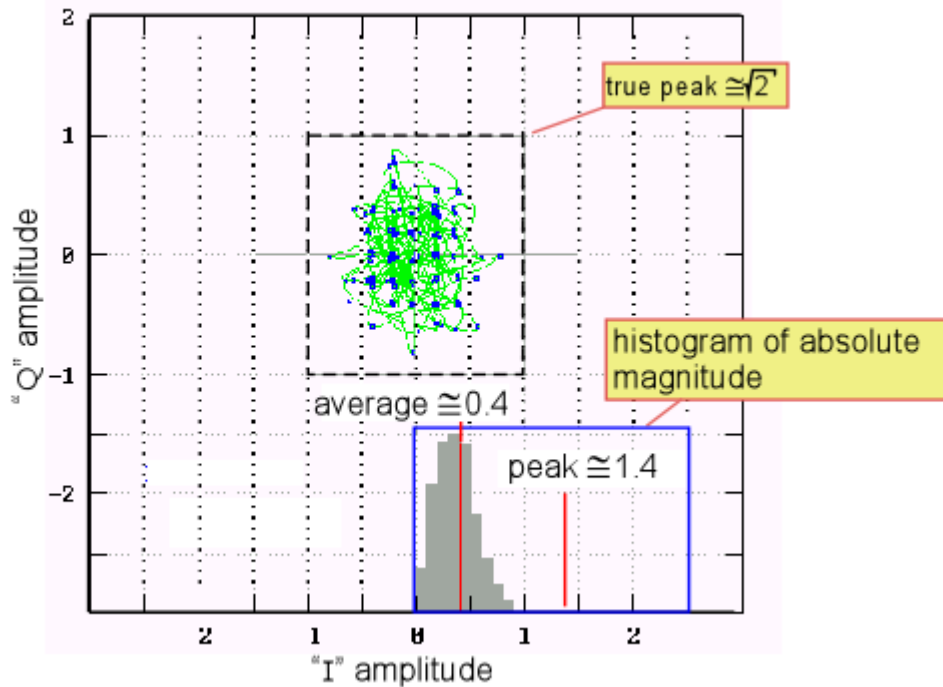 2
true peak ≅√2
1
0
"Q" amplitude
-1
histogram of absolute
magnitude
average ≅0.4
peak ≅1.4
-2
2 1 0 1 2
"I" amplitude